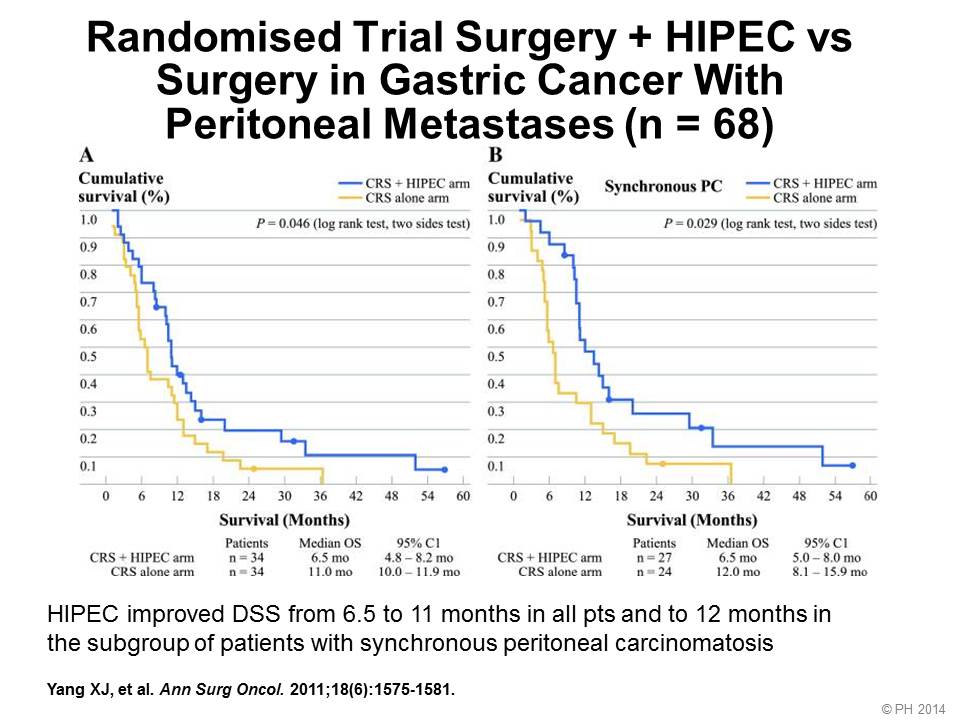 Randomised Trial Surgery + HIPEC vs
Surgery in Gastric Cancer With
Peritoneal Metastases (n = 68)
A
Cumulative
survival (%)
CRS + HIPEC arm
CRS alone arm
P = 0.046 (log rank test, two sides test)
1.0
0.9
0.8
0.7
0.6
0.5
0.4
0.3
0.2
0.1
0 6 12 18 24 30 36 42 48 54 60
Survival (Months)
Patients Median OS 95% C1
CRS + HIPEC arm n = 34 6.5 mo 4.8 – 8.2 mo
CRS alone arm n = 34 11.0 mo 10.0 – 11.9 mo
B
Cumulative
survival (%)
Synchronous PC
CRS + HIPEC arm
CRS alone arm
P = 0.029 (log rank test, two sides test)
1.0
0.9
0.8
0.7
0.6
0.5
0.4
0.3
0.2
0.1
0 6 12 18 24 30 36 42 48 54 60
Survival (Months)
Patients Median OS 95% C1
CRS + HIPEC arm n = 27 6.5 mo 5.0 – 8.0 mo
CRS alone arm n = 24 12.0 mo 8.1 – 15.9 mo
HIPEC improved DSS from 6.5 to 11 months in all pts and to 12 months in
the subgroup of patients with synchronous peritoneal carcinomatosis
Yang XJ, et al. Ann Surg Oncol. 2011;18(6):1575-1581.
© PH 2014